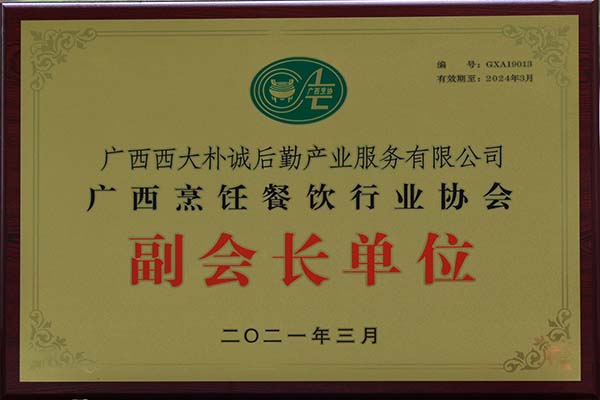 广西烹协
编 号：GXA19013
有效期至：2024年3月
广西西大朴诚后勤产业服务有限公司
广西烹饪餐饮行业协会
副会长单位
二〇二一年三月